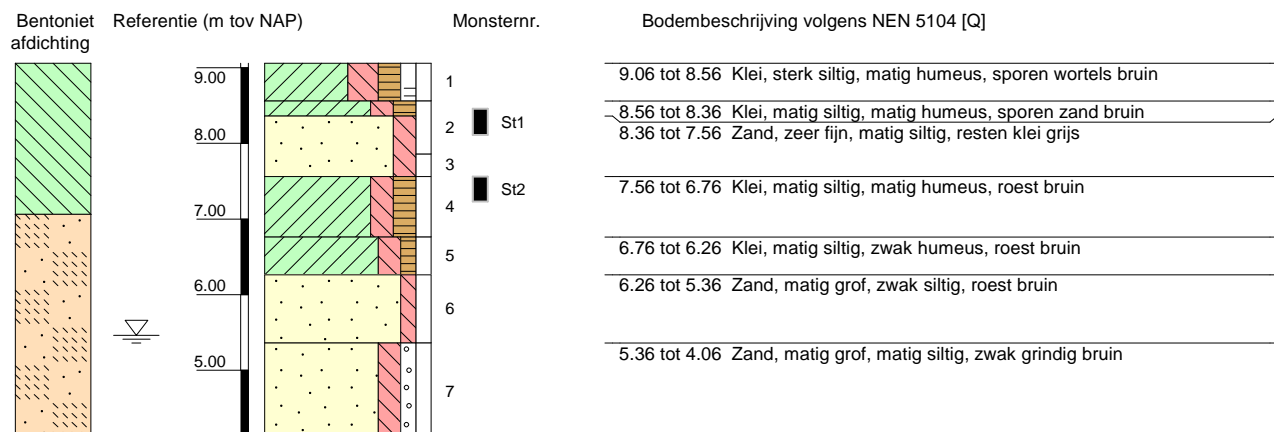 Bentoniet afdichting
Referentie (m tov NAP)
Monsternr.
Bodembeschrijving volgens NEN 5104 [Q]
9.00
1
9.06 tot 8.56 Klei, sterk siltig, matig humeus, sporen wortels bruin
8.56 tot 8.36 Klei, matig siltig, matig humeus, sporen zand bruin
8.00
2
St1
8.36 tot 7.56 Zand, zeer fijn, matig siltig, resten klei grijs
3
St2
7.56 tot 6.76 Klei, matig siltig, matig humeus, roest bruin
7.00
4
5
6.76 tot 6.26 Klei, matig siltig, zwak humeus, roest bruin
6.00
6
6.26 tot 5.36 Zand, matig grof, zwak siltig, roest bruin
5.00
5.36 tot 4.06 Zand, matig grof, matig siltig, zwak grindig bruin
7